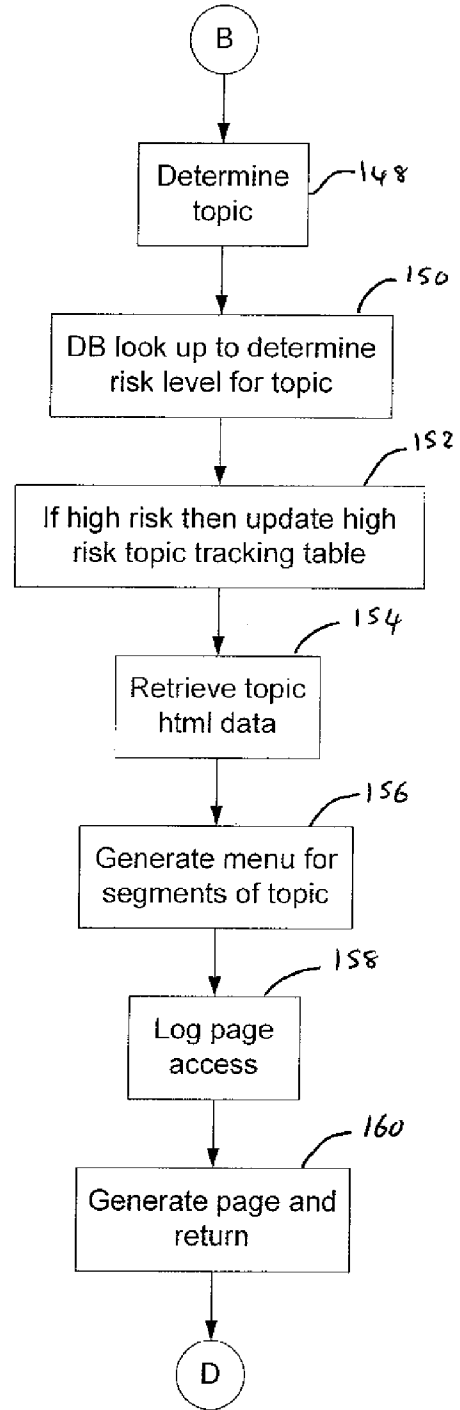 B
Determine
topic
148
150
DB look up to determine
risk level for topic
152
If high risk then update high
risk topic tracking table
154
Retrieve topic
html data
156
Generate menu for
segments of topic
158
Log page
access
160
Generate page and
return
D